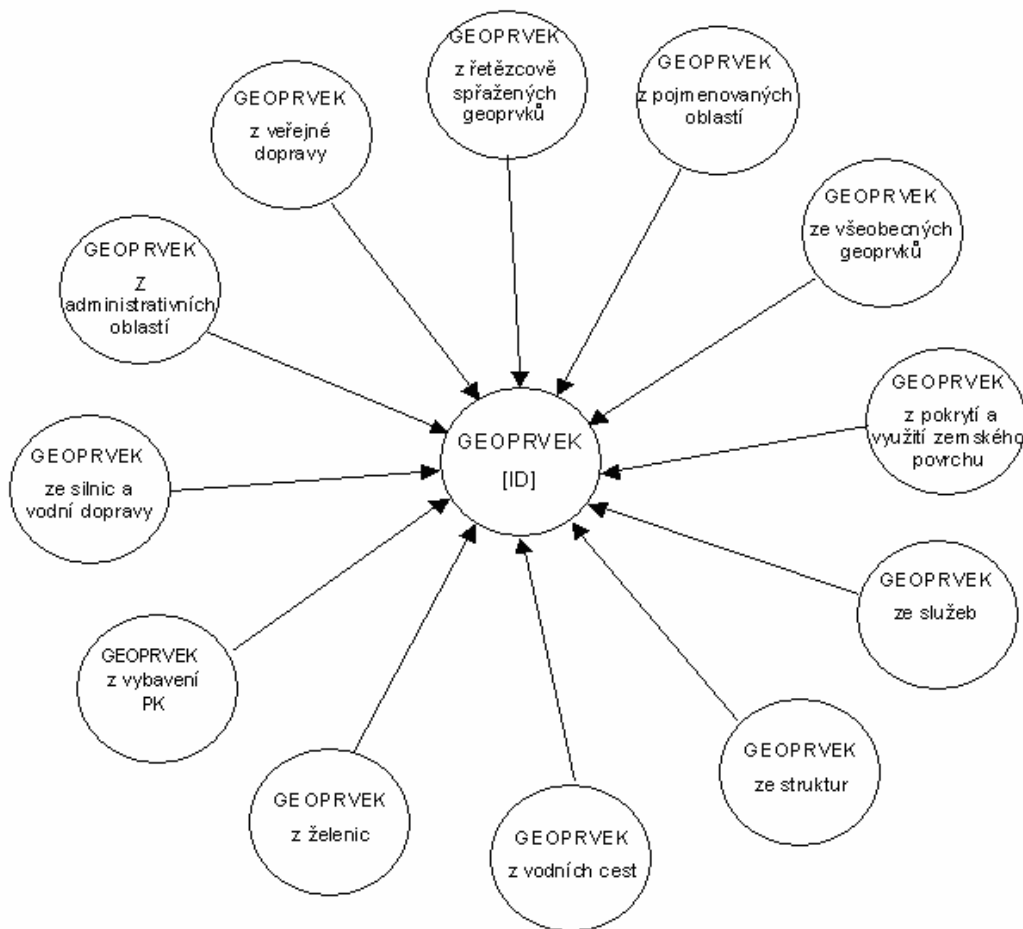 GEOPRVEK
z řetězcově
spřažených
geoprvků
GEOPRVEK
z pojmenovaných
oblastí
GEOPRVEK
z veřejné
dopravy
GEOPRVEK
ze všeobecných
geoprvků
GEOPRVEK
z
administrativních
oblastí
GEOPRVEK
z pokrytí a
využití zemského
povrchu
GEOPRVEK
[ID]
GEOPRVEK
ze silnic a
vodní dopravy
GEOPRVEK
ze služeb
GEOPRVEK
z vybavení
PK
GEOPRVEK
ze struktur
GEOPRVEK
z želenic
GEOPRVEK
z vodních cest